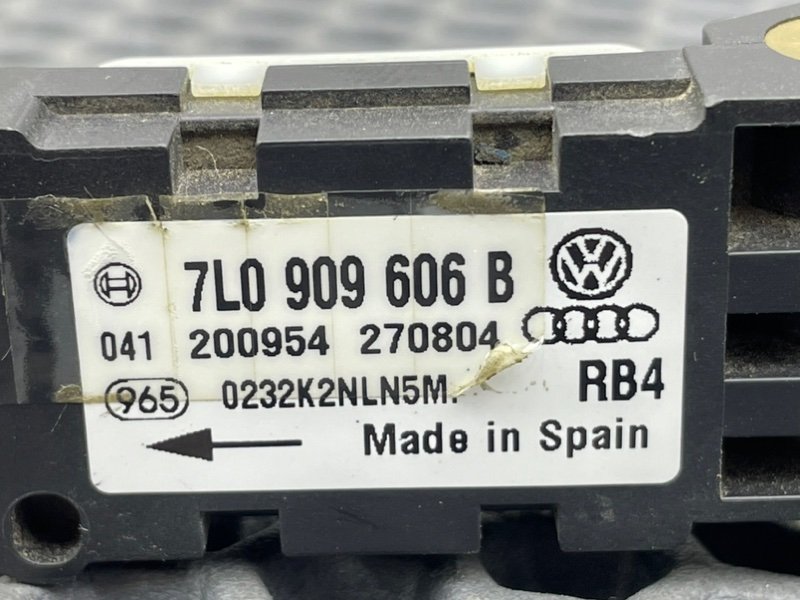 7L0 909 606 B
041 200954 270804
965 0232K2NLN5M. RB4
Made in Spain